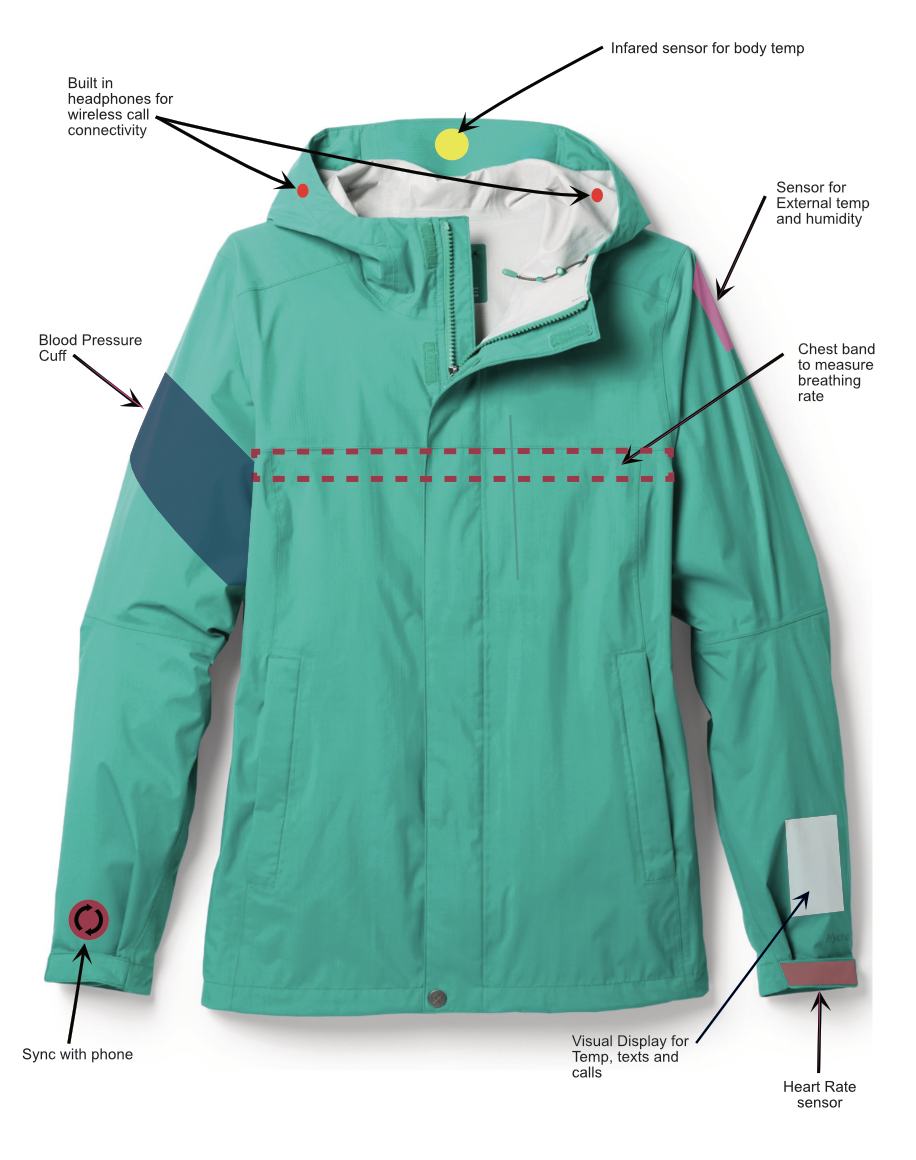 Infared sensor for body temp
Built in
headphones for
wireless call
connectivity
Sensor for
External temp
and humidity
Blood Pressure
Cuff
Chest band
to measure
breathing
rate
Sync with phone
Visual Display for
Temp, texts and
calls
Heart Rate
sensor